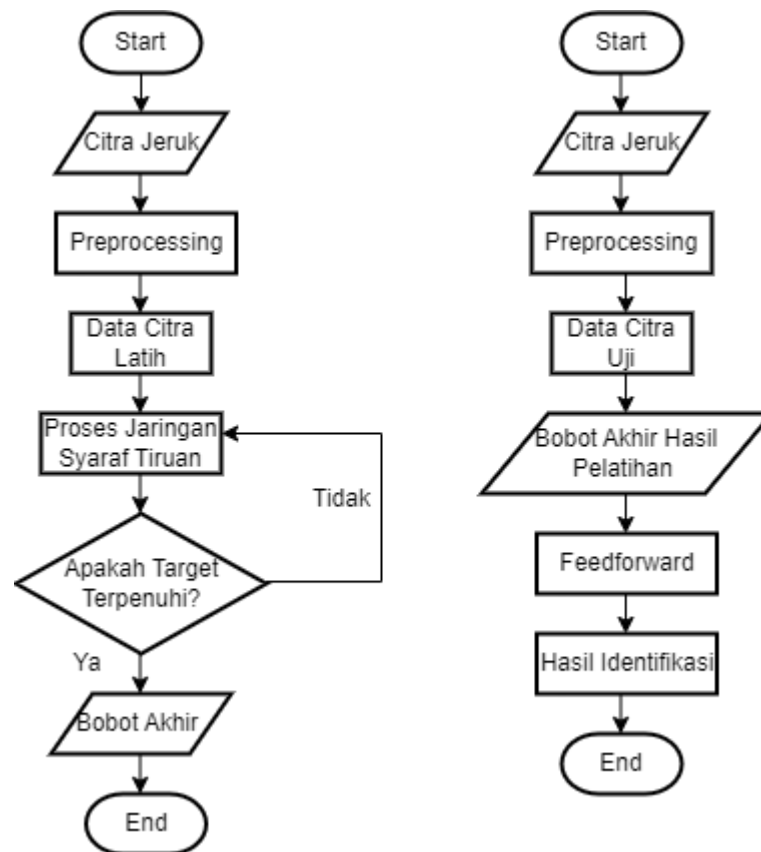 Start
Citra Jeruk
Preprocessing
Data Citra
Latih
Proses Jaringan
Syaraf Tiruan
Tidak
Apakah Target
Terpenuhi?
Ya
Bobot Akhir
End
Start
Citra Jeruk
Preprocessing
Data Citra
Uji
Bobot Akhir Hasil
Pelatihan
Feedforward
Hasil Identifikasi
End